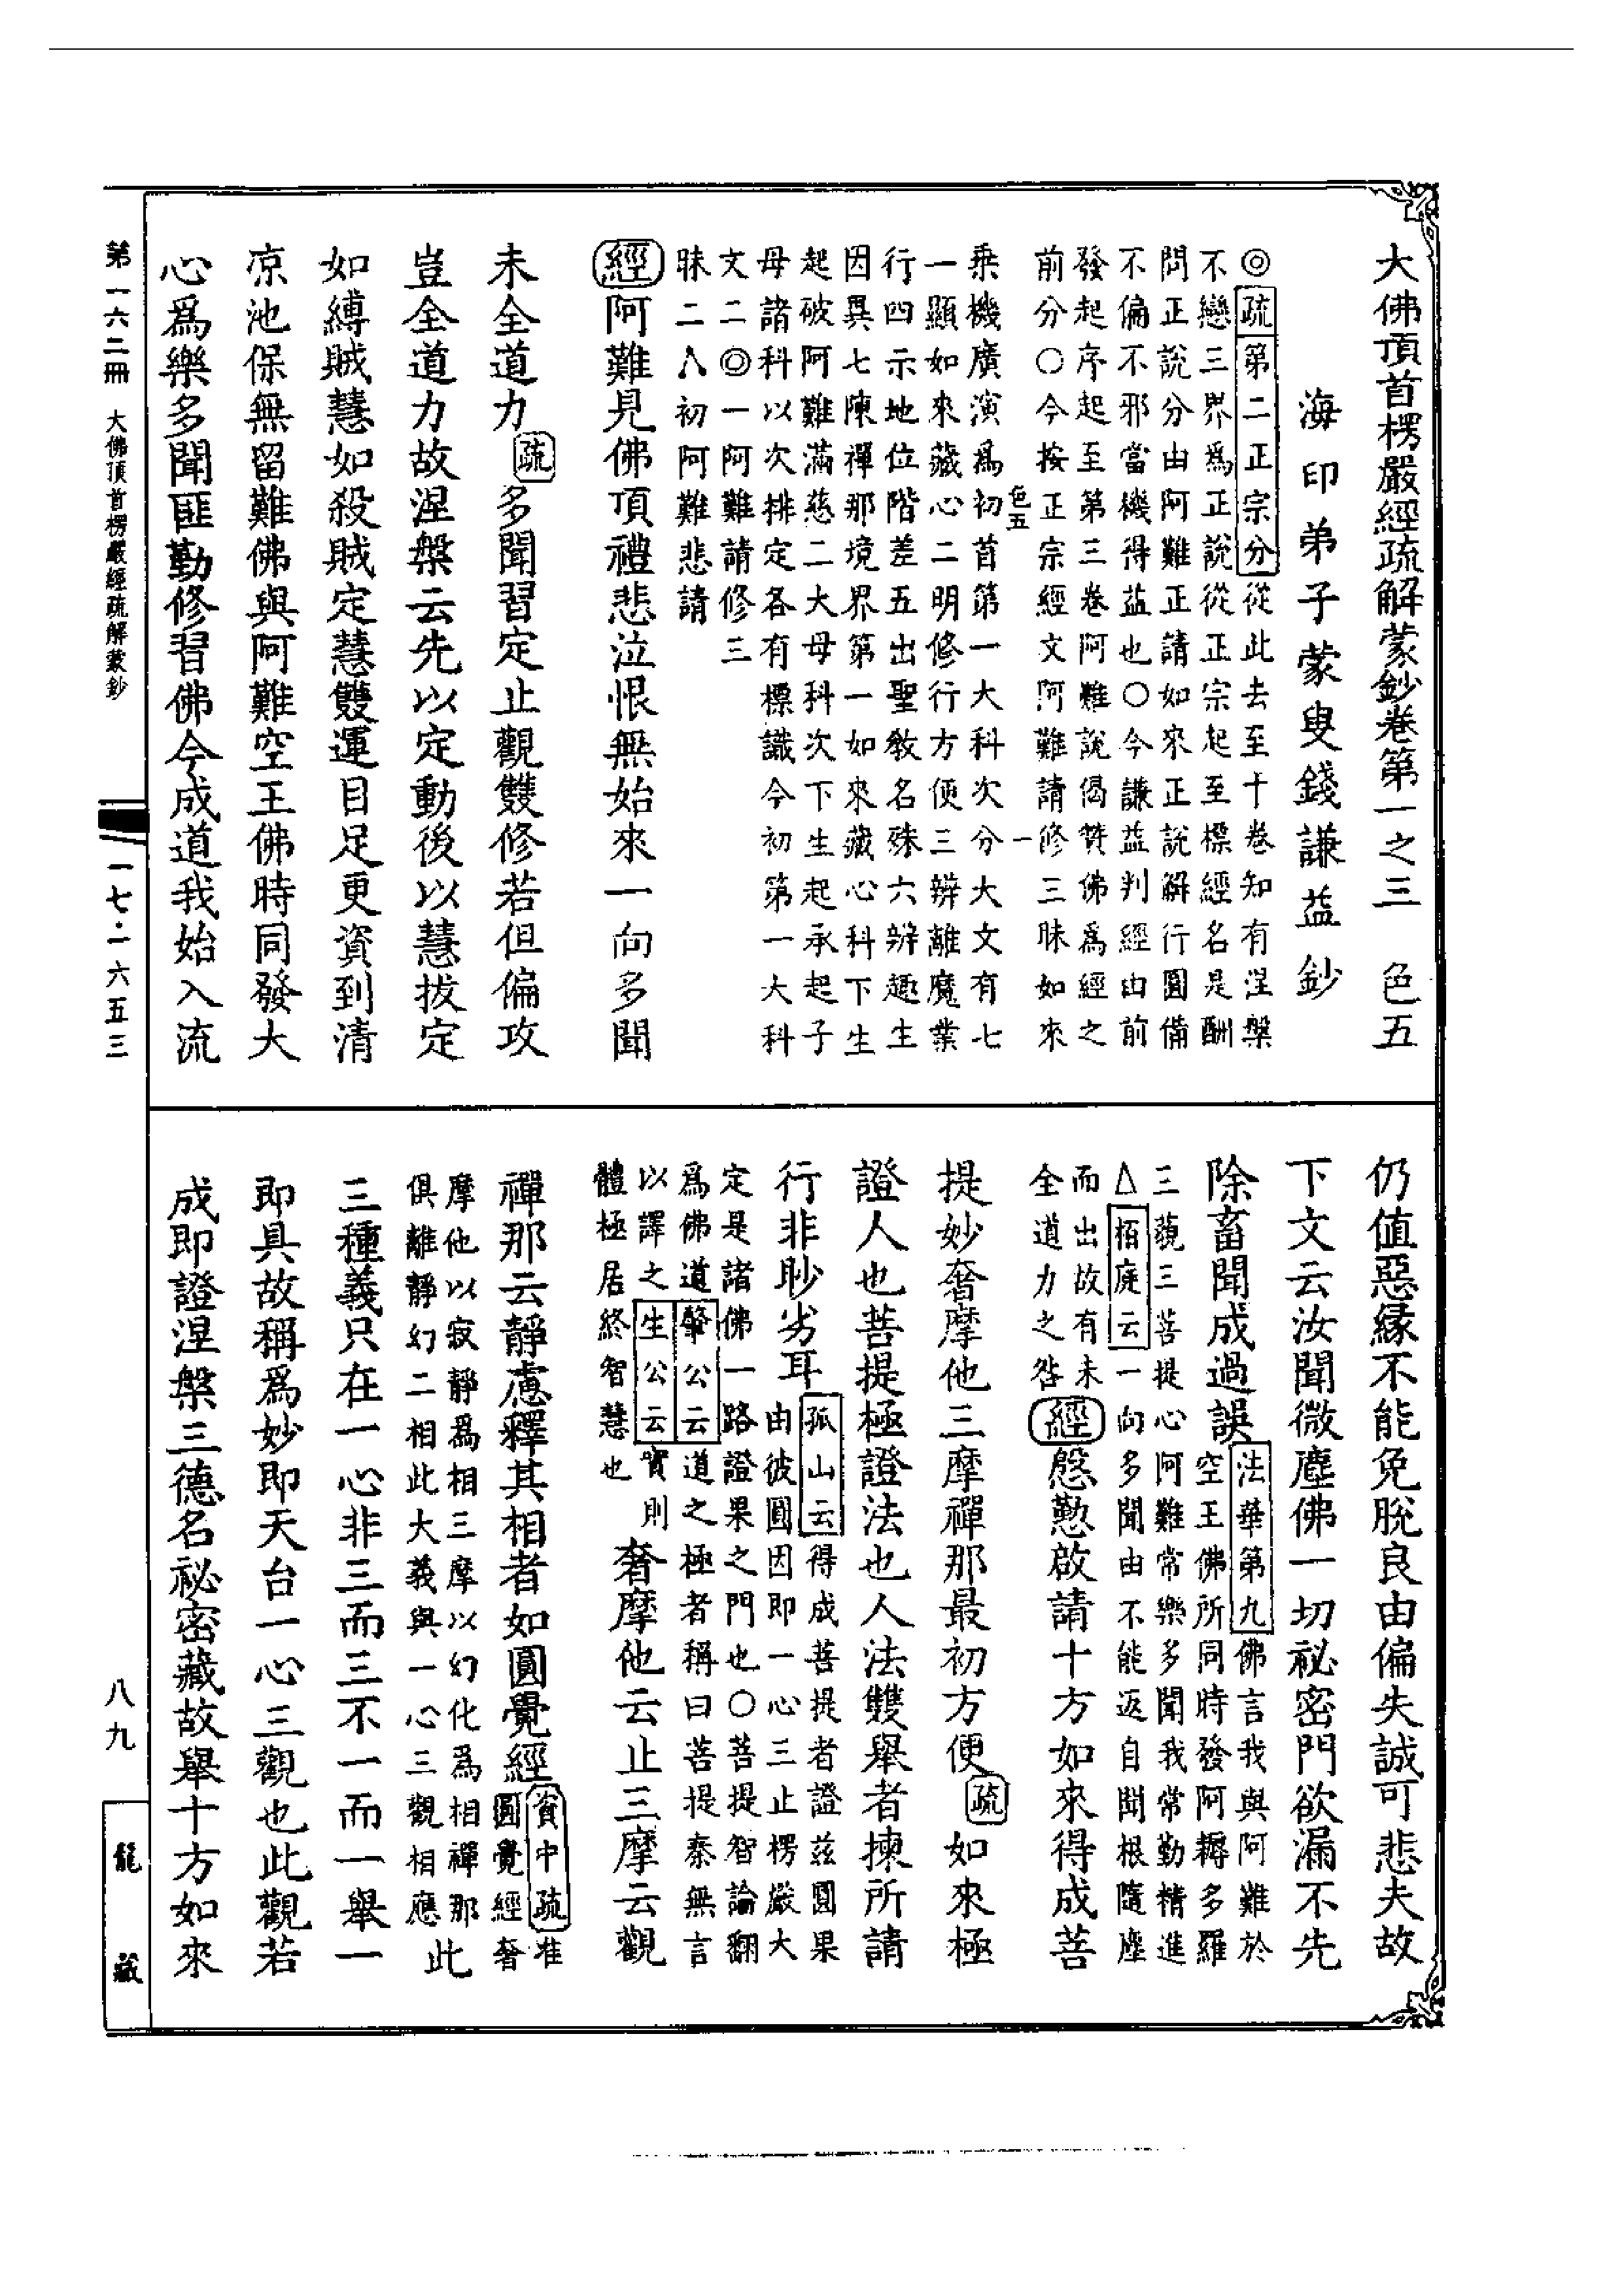 大佛頂首楞嚴經疏解蒙鈔卷第一之三　色五
海印弟子蒙叟錢謙益鈔
◎疏第二正宗分從此去至十卷知有涅槃
不戀三界爲正說從正宗起至標經名是酬
問正說分由阿難正請如來正說解行圓備
不偏不邪當機得益也○今謙益判經由前
發起序起至第三卷阿難說偈贊佛爲經之
前分○今按正宗經文阿難請修三昧如來
色五　一
乘機廣演爲初首第一大科次分大文有七
一顯如來藏心二明修行方便三辨離魔業
行四示地位階差五出聖教名殊六辨趣生
因異七陳禪那境界第一如來藏心科下生
起破阿難滿慈二大母科次下生起承起子
母諸科以次排定各有標識今初第一大科
文二◎一阿難請修三
昧二入初阿難悲請
經阿難見佛頂禮悲泣恨無始來一向多聞
未全道力疏多聞習定止觀雙修若但偏攻
豈全道力故涅槃云先以定動後以慧拔定
如縛賊慧如殺賊定慧雙運目足更資到清
凉池保無留難佛與阿難空王佛時同發大
心爲樂多聞匪勤修習佛今成道我始入流
仍值惡緣不能免脫良由偏失誠可悲夫故
下文云汝聞微塵佛一切祕密門欲漏不先
除畜聞成過誤法華第九佛言我與阿難於
空王佛所同時發阿耨多羅
三藐三菩提心阿難常樂多聞我常勤精進
△栢庭云一向多聞由不能返自聞根隨塵
而出故有未
全道力之咎經慇懃啟請十方如來得成菩
提妙奢摩他三摩禪那最初方便疏如來極
證人也菩提極證法也人法雙舉者揀所請
行非眇劣耳孤山云得成菩提者證茲圓果
由彼圓因即一心三止楞嚴大
定是諸佛一路證果之門也○菩提智論翻
爲佛道肇公云道之極者稱曰菩提秦無言
以譯之生公云實則
體極居終智慧也奢摩他云止三摩云觀
禪那云靜慮釋其相者如圓覺經資中疏准
圓覺經奢
摩他以寂靜爲相三摩以幻化爲相禪那
俱離靜幻二相此大義與一心三觀相應此
三種義只在一心非三而三不一而一舉一
即具故稱爲妙即天台一心三觀也此觀若
成即證涅槃三德名祕密藏故舉十方如來
第一六二冊　大佛頂首楞嚴經疏解蒙鈔
一七·一六五三
八九
龍藏